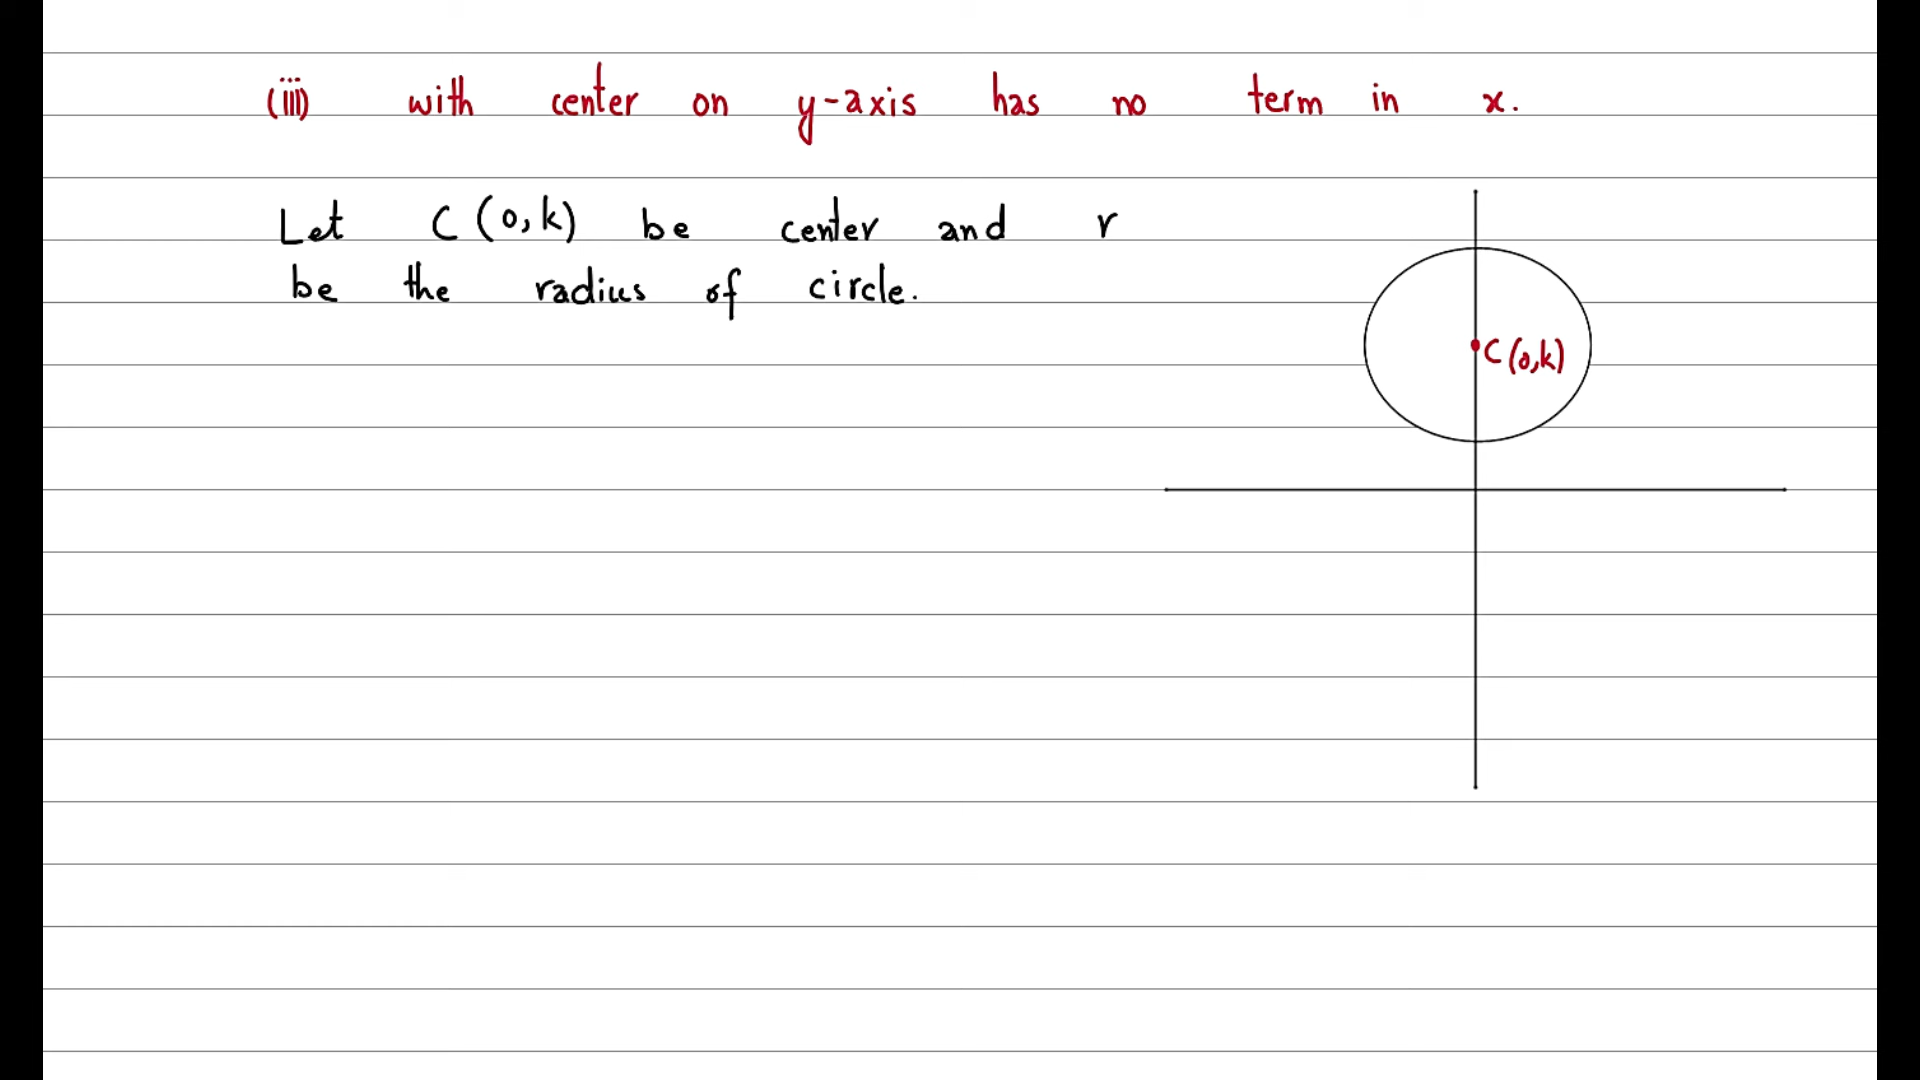 (iii) with center on y-axis has no term in x.
Let C (0,k) be center and r
be the radius of circle.
C (0,k)